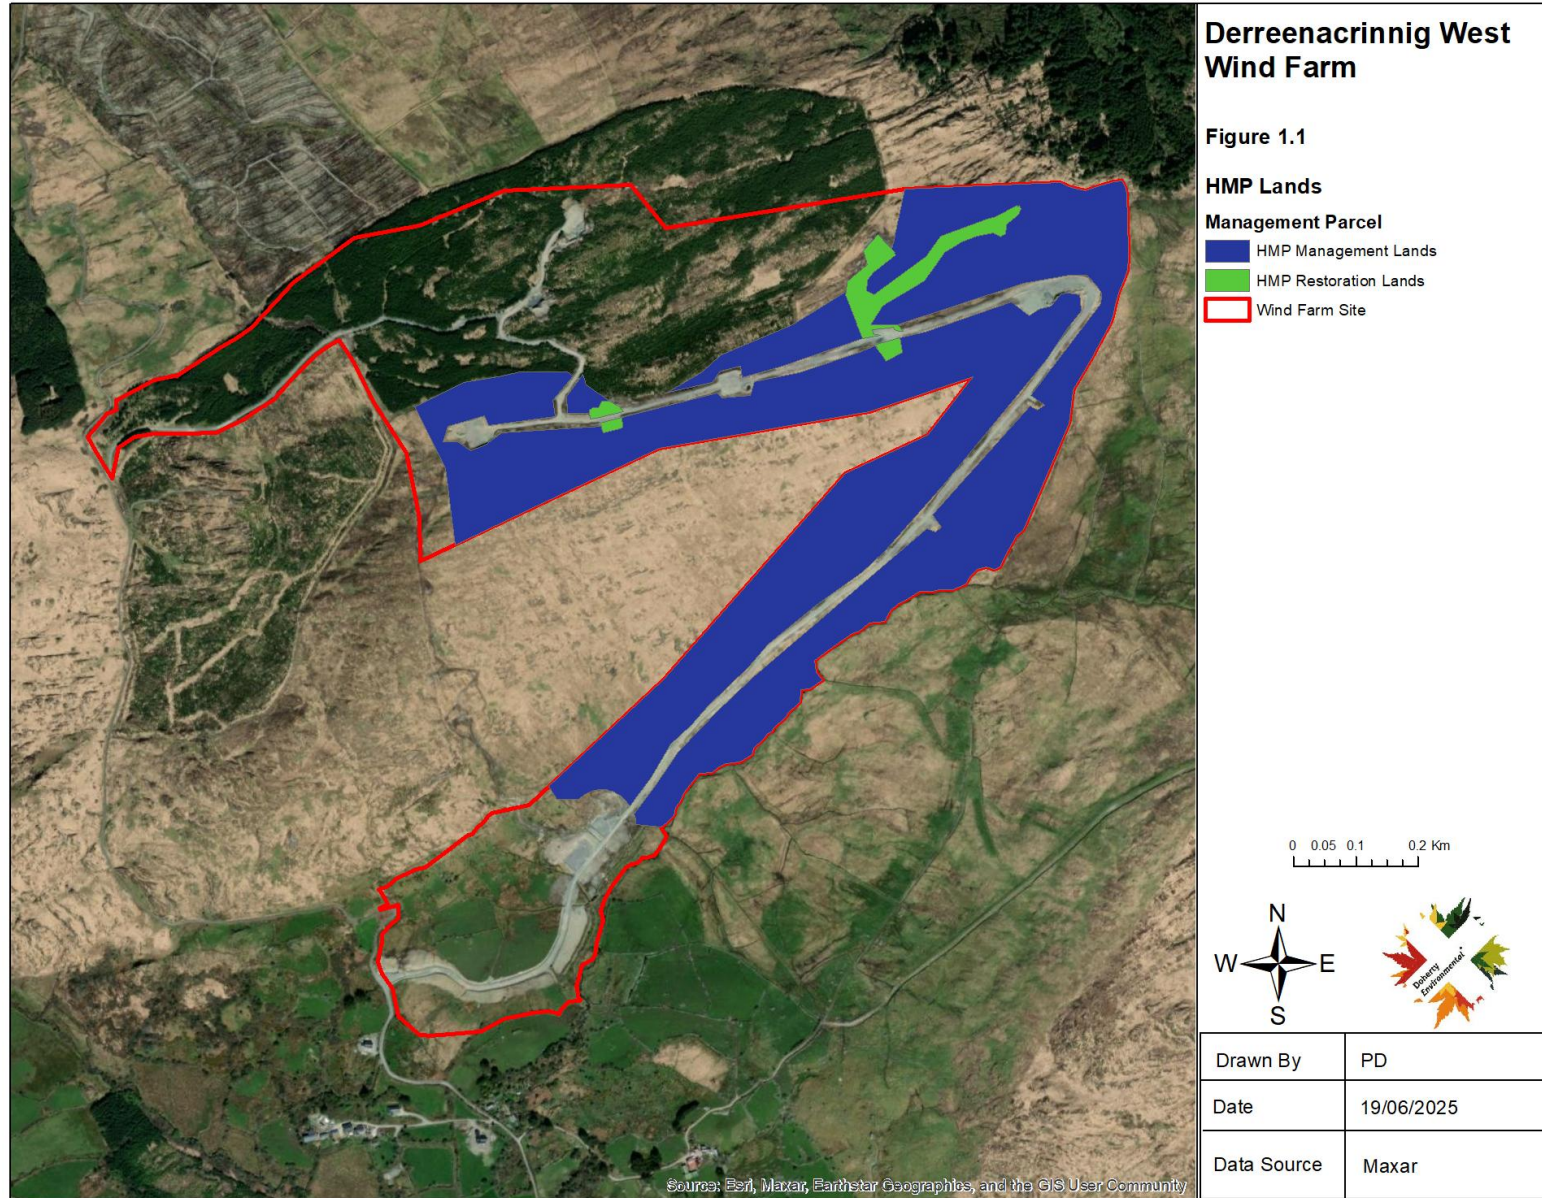 Derreenacrinnig West
Wind Farm
Figure 1.1
HMP Lands
Management Parcel
HMP Management Lands
HMP Restoration Lands
Wind Farm Site
0 0.05 0.1 0.2 Km
N
W E
S
Doherty
Environmental
Drawn By PD
Date 19/06/2025
Data Source Maxar
Source: Esri, Maxar, Earthstar Geographics, and the GIS User Community